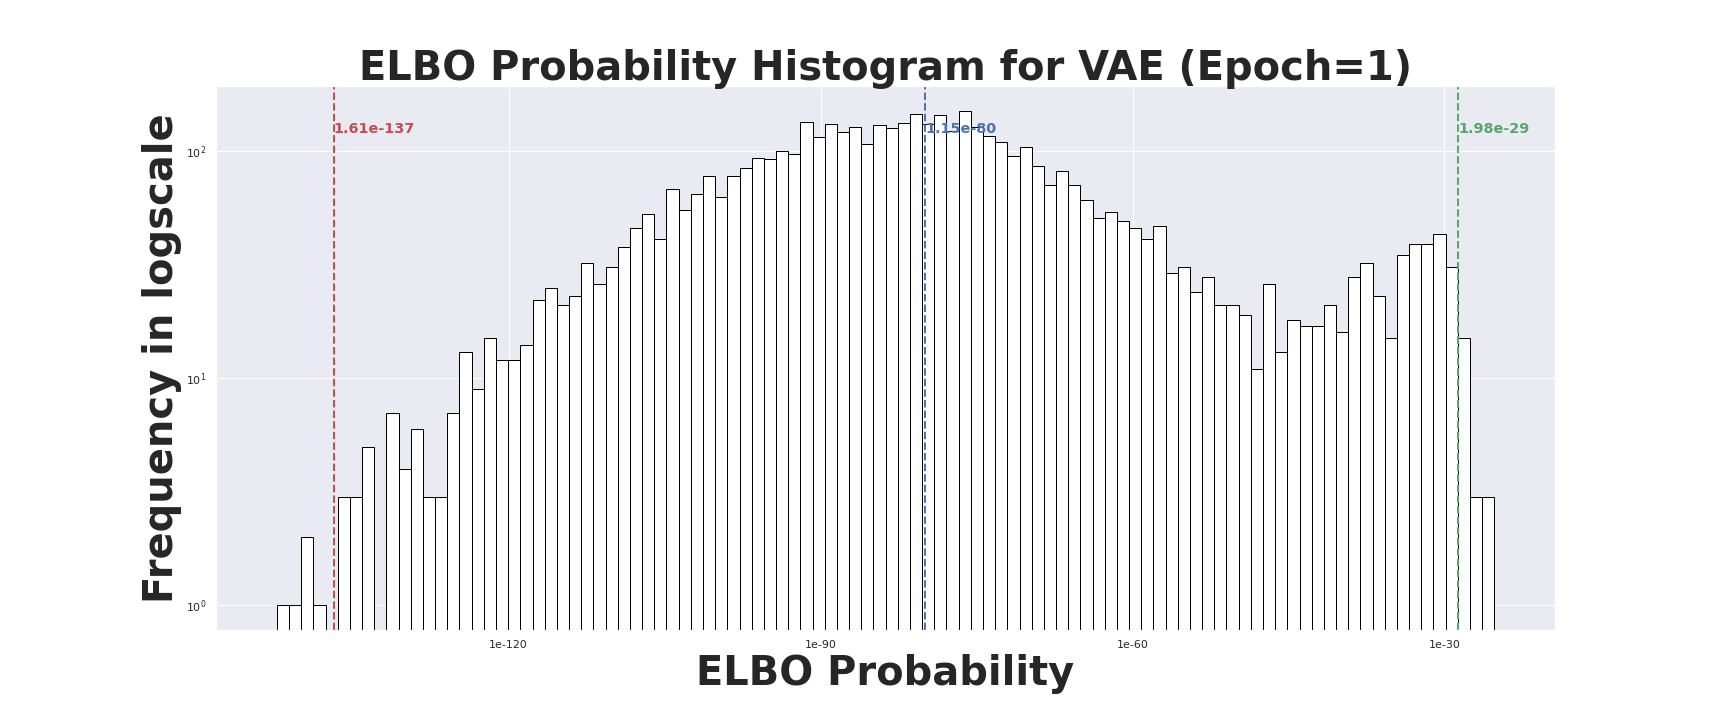 ELBO Probability Histogram for VAE (Epoch=1)
1.61e-137
1.15e-80
1.98e-29
Frequency in logscale
10²
10¹
10⁰
1e-120
1e-90
1e-60
1e-30
ELBO Probability